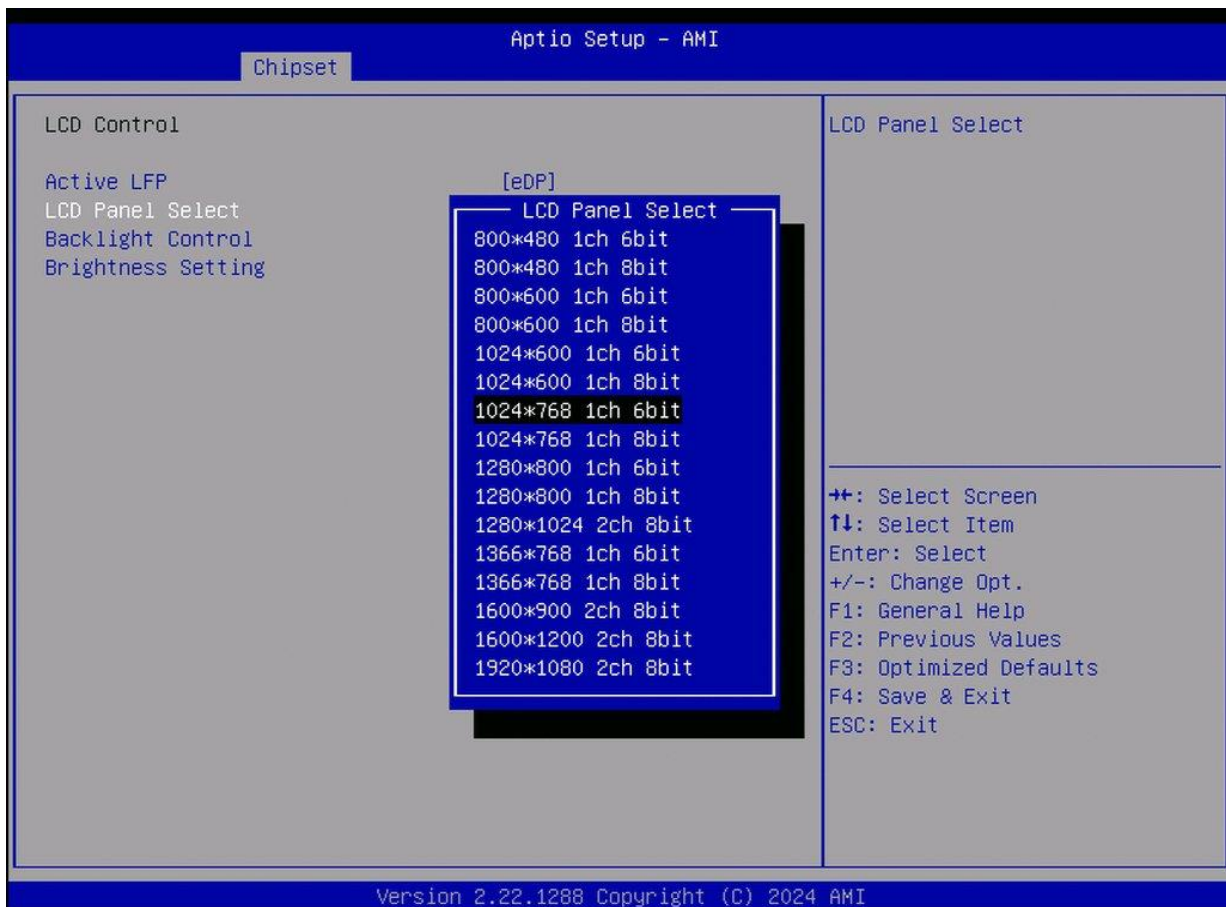 Aptio Setup – AMI
Chipset
LCD Control
Active LFP [eDP]
LCD Panel Select
Backlight Control
Brightness Setting
LCD Panel Select
800*480 1ch 6bit
800*480 1ch 8bit
800*600 1ch 6bit
800*600 1ch 8bit
1024*600 1ch 6bit
1024*600 1ch 8bit
1024*768 1ch 6bit
1024*768 1ch 8bit
1280*800 1ch 6bit
1280*800 1ch 8bit
1280*1024 2ch 8bit
1366*768 1ch 6bit
1366*768 1ch 8bit
1600*900 2ch 8bit
1600*1200 2ch 8bit
1920*1080 2ch 8bit
LCD Panel Select
→←: Select Screen
↑↓: Select Item
Enter: Select
+/-: Change Opt.
F1: General Help
F2: Previous Values
F3: Optimized Defaults
F4: Save & Exit
ESC: Exit
Version 2.22.1288 Copyright (C) 2024 AMI